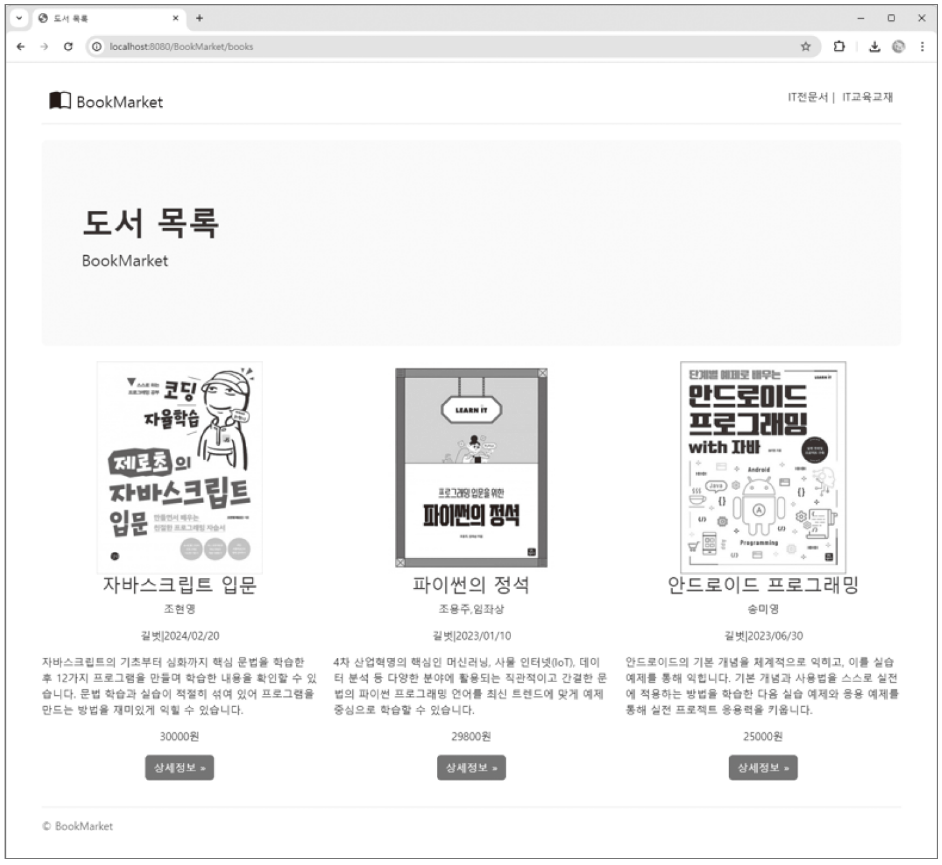 도서 목록
localhost:8080/BookMarket/books
BookMarket
IT전문서 | IT교육교재
도서 목록
BookMarket
스스로 하는
프로그래밍 공부
코딩
자율학습
제로초의
자바스크립트
입문
만들면서 배우는
친절한 프로그래밍 자습서
LEARN IT
프로그래밍 입문을 위한
파이썬의 정석
단계별 예제로 배우는
LEARN IT
안드로이드
프로그래밍
with 자바
Android
Java
Programming
자바스크립트 입문
조현영
길벗|2024/02/20
자바스크립트의 기초부터 심화까지 핵심 문법을 학습한
후 12가지 프로그램을 만들며 학습한 내용을 확인할 수 있
습니다. 문법 학습과 실습이 적절히 섞여 있어 프로그램을
만드는 방법을 재미있게 익힐 수 있습니다.
30000원
상세정보 »
파이썬의 정석
조용주,임좌상
길벗|2023/01/10
4차 산업혁명의 핵심인 머신러닝, 사물 인터넷(IoT), 데이
터 분석 등 다양한 분야에 활용되는 직관적이고 간결한 문
법의 파이썬 프로그래밍 언어를 최신 트렌드에 맞게 예제
중심으로 학습할 수 있습니다.
29800원
상세정보 »
안드로이드 프로그래밍
송미영
길벗|2023/06/30
안드로이드의 기본 개념을 체계적으로 익히고, 이를 실습
예제를 통해 익힙니다. 기본 개념과 사용법을 스스로 실전
에 적용하는 방법을 학습한 다음 실습 예제와 응용 예제를
통해 실전 프로젝트 응용력을 키웁니다.
25000원
상세정보 »
© BookMarket